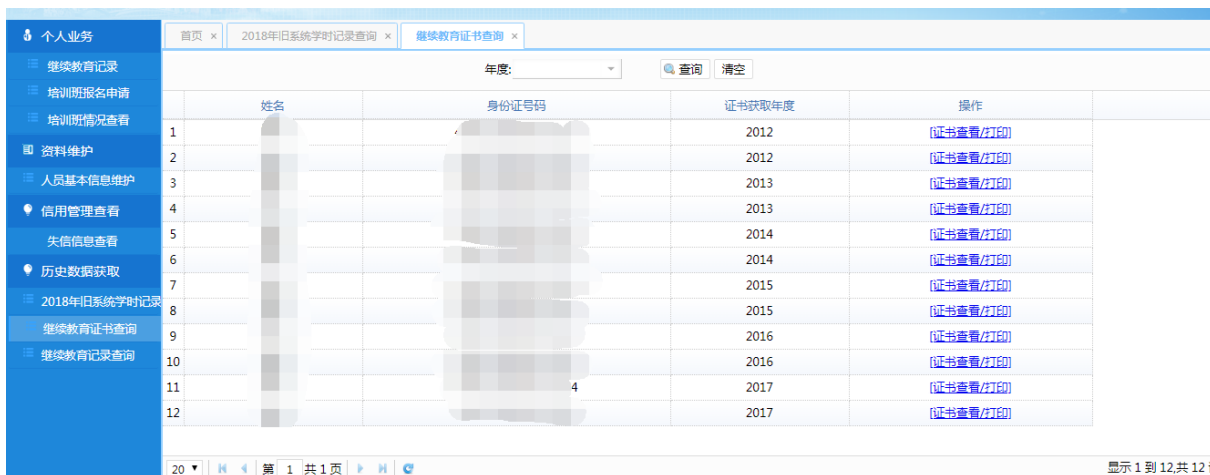 个人业务
继续教育记录
培训班报名申请
培训班情况查看
资料维护
人员基本信息维护
信用管理查看
失信信息查看
历史数据获取
2018年旧系统学时记录
继续教育证书查询
继续教育记录查询
首页 × 2018年旧系统学时记录查询 × 继续教育证书查询 ×
年度: 查询 清空
姓名 身份证号码 证书获取年度 操作
1 2012 [证书查看/打印]
2 2012 [证书查看/打印]
3 2013 [证书查看/打印]
4 2013 [证书查看/打印]
5 2014 [证书查看/打印]
6 2014 [证书查看/打印]
7 2015 [证书查看/打印]
8 2015 [证书查看/打印]
9 2016 [证书查看/打印]
10 2016 [证书查看/打印]
11 4 2017 [证书查看/打印]
12 2017 [证书查看/打印]
20 第 1 共1页 显示1到12,共12